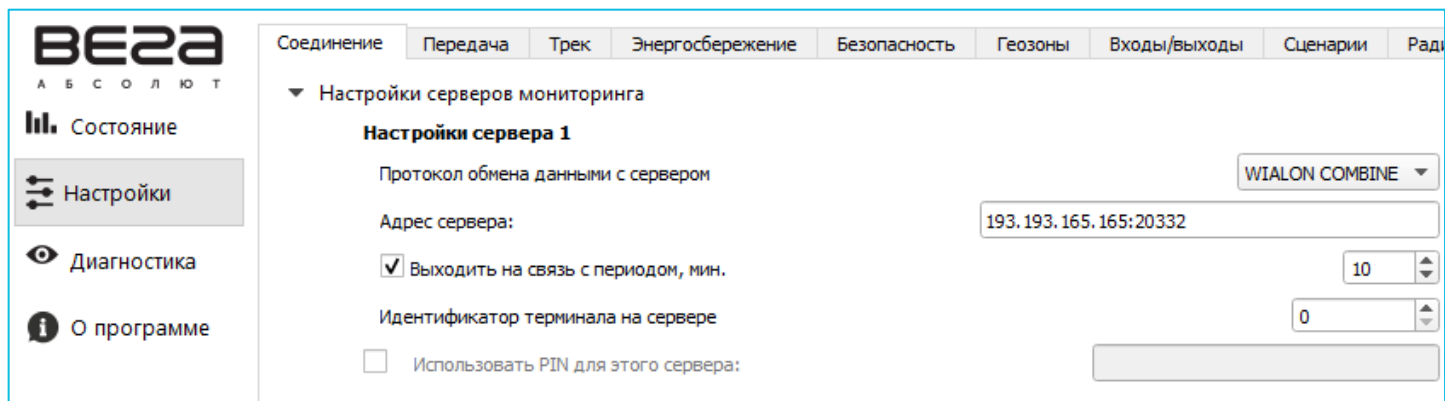 ВЕГА
АБСОЛЮТ
Состояние
Настройки
Диагностика
О программе
Соединение Передача Трек Энергосбережение Безопасность Геозоны Входы/выходы Сценарии Ради
Настройки серверов мониторинга
Настройки сервера 1
Протокол обмена данными с сервером WIALON COMBINE
Адрес сервера: 193.193.165.165:20332
Выходить на связь с периодом, мин. 10
Идентификатор терминала на сервере 0
Использовать PIN для этого сервера: